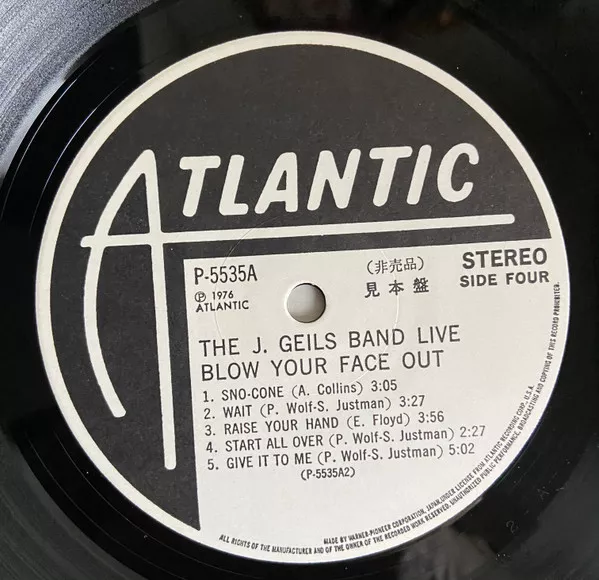 ATLANTIC
P-5535A
Ⓟ 1976
ATLANTIC
(非売品)
見本盤
STEREO
SIDE FOUR
THE J. GEILS BAND LIVE
BLOW YOUR FACE OUT
1. SNO-CONE (A. Collins) 3:05
2. WAIT (P. Wolf-S. Justman) 3:27
3. RAISE YOUR HAND (E. Floyd) 3:56
4. START ALL OVER (P. Wolf-S. Justman) 2:27
5. GIVE IT TO ME (P. Wolf-S. Justman) 5:02
(P-5535A2)
MADE BY WARNER-PIONEER CORPORATION, JAPAN, UNDER LICENSE FROM ATLANTIC RECORDING CORP., U.S.A.
ALL RIGHTS OF THE MANUFACTURER AND OF THE OWNER OF THE RECORDED WORK RESERVED. UNAUTHORIZED PUBLIC PERFORMANCE, BROADCASTING AND COPYING OF THIS RECORD PROHIBITED.